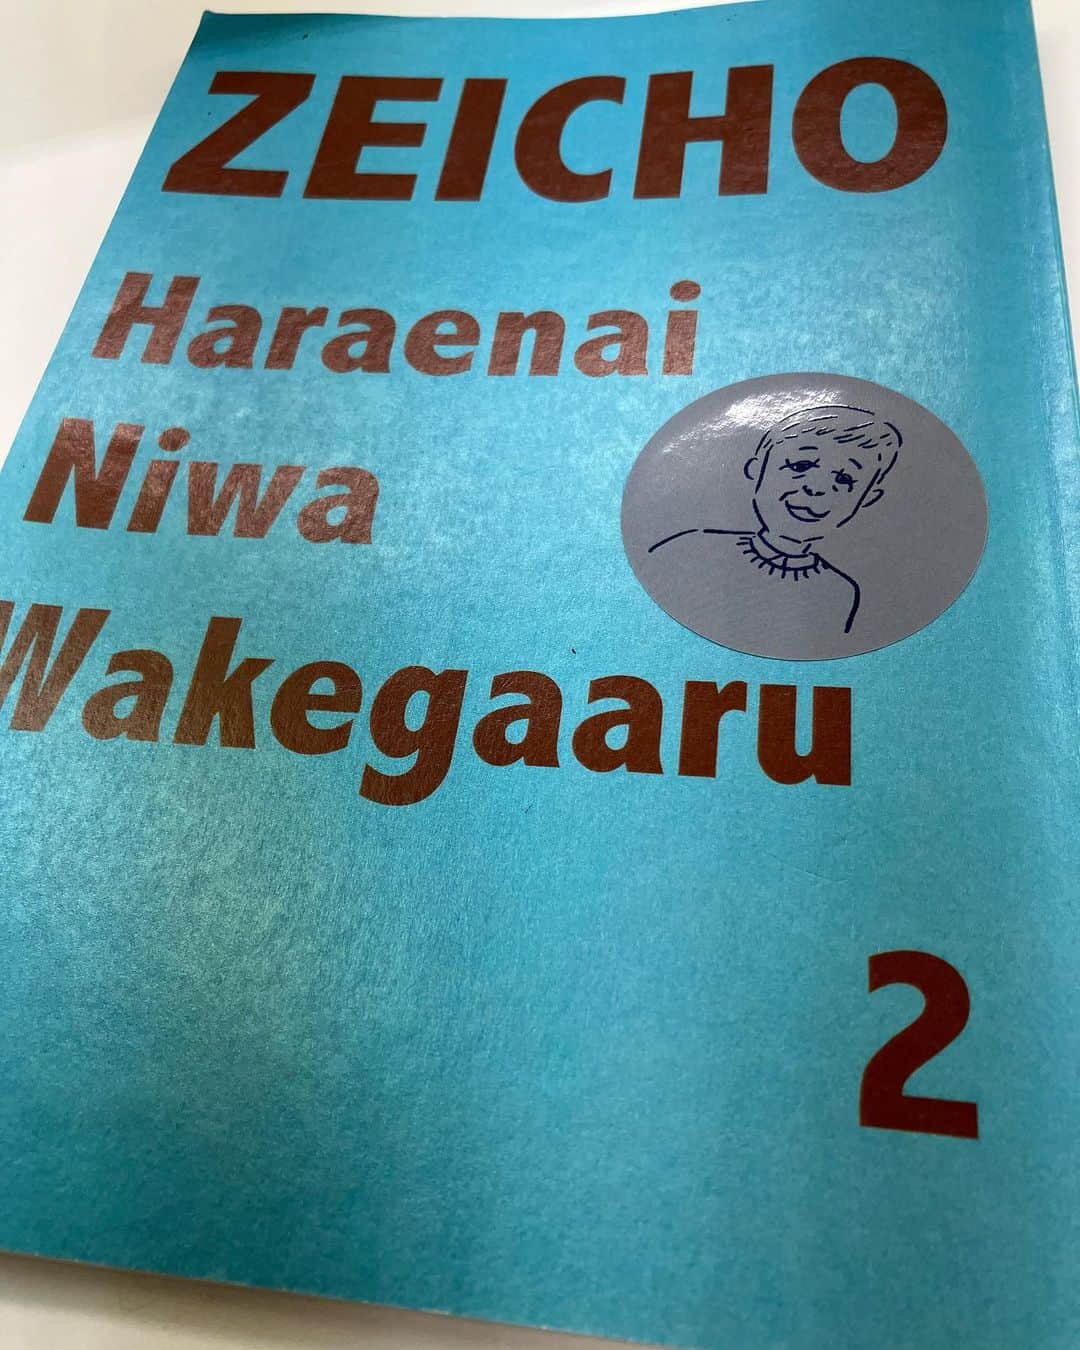 ZEICHO
Haraenai
Niwa
Wakegaaru
2